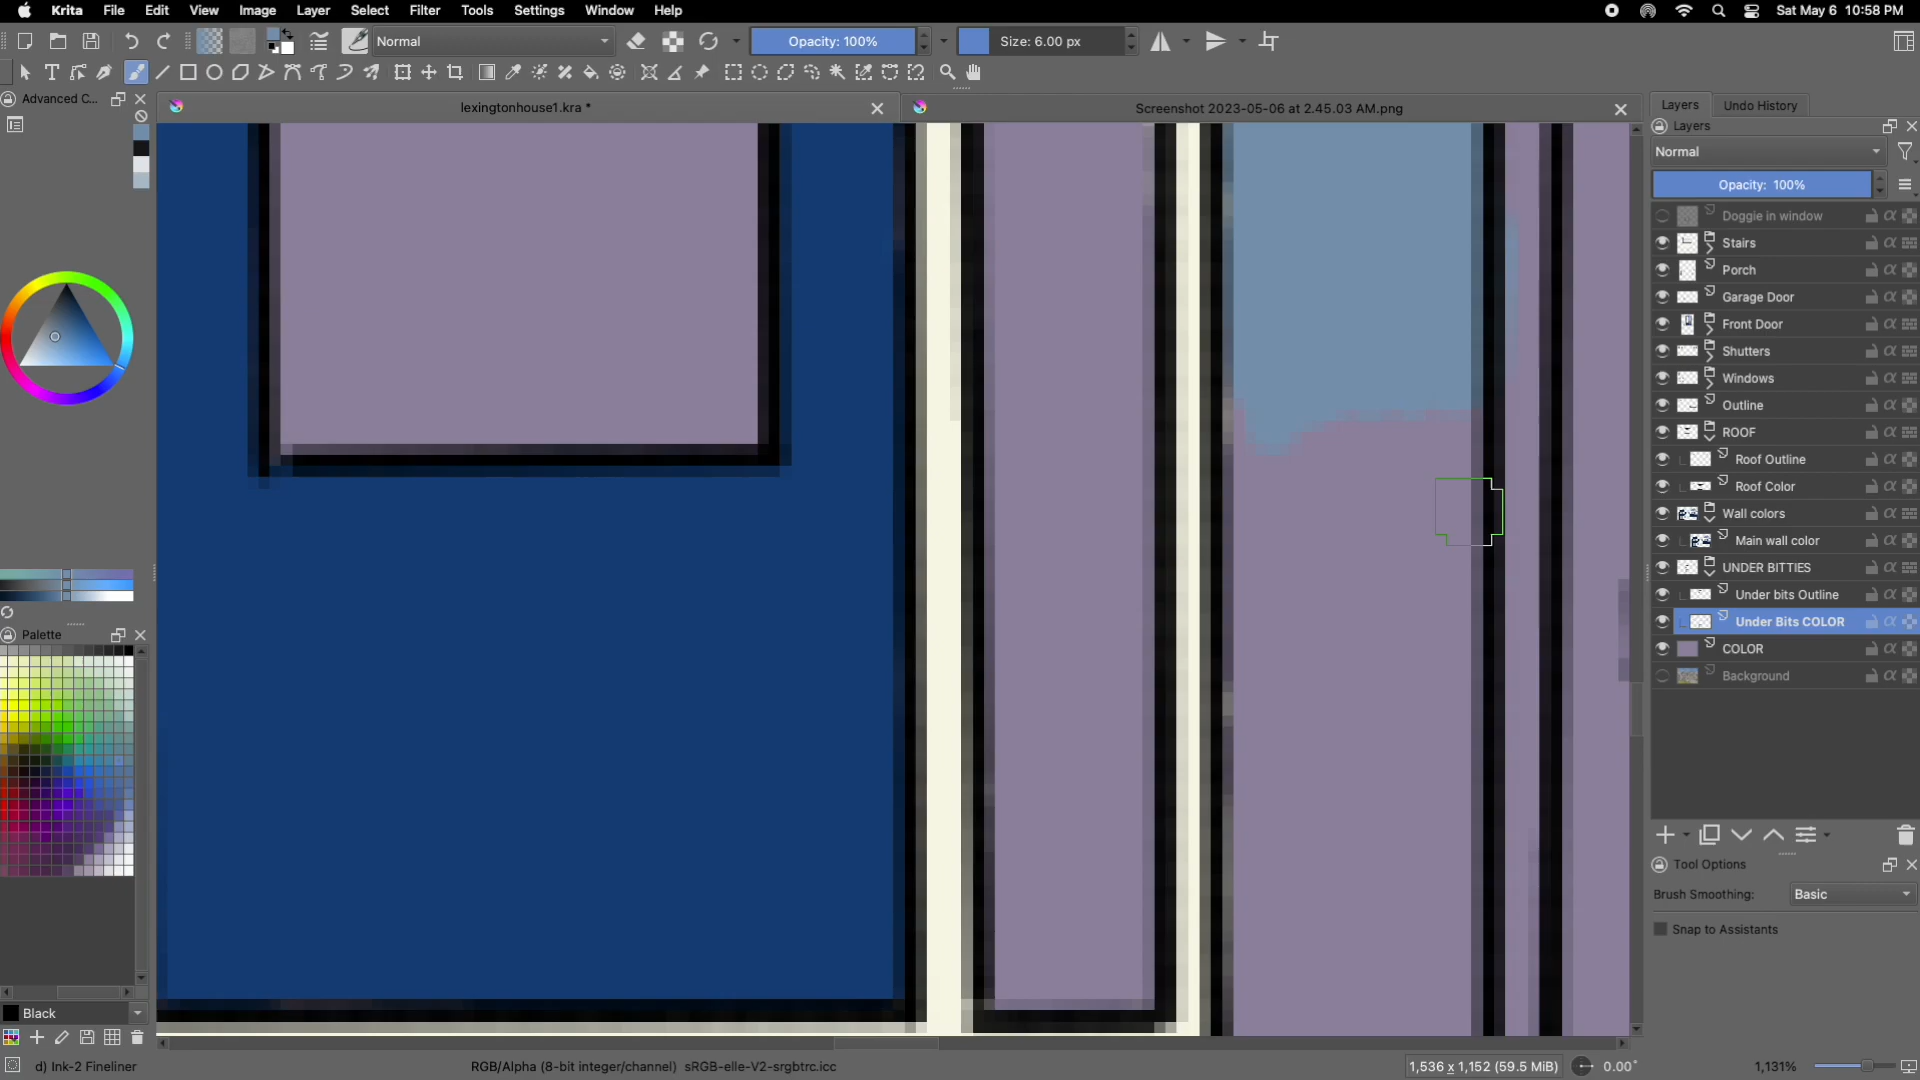 Krita File Edit View Image Layer Select Filter Tools Settings Window Help Sat May 6 10:58 PM
Normal Opacity: 100% Size: 6.00 px
Advanced C... lexingtonhouse1.kra * Screenshot 2023-05-06 at 2.45.03 AM.png Layers Undo History
Layers
Normal
Opacity: 100%
Doggie in window
Stairs
Porch
Garage Door
Front Door
Shutters
Windows
Outline
ROOF
Roof Outline
Roof Color
Wall colors
Main wall color
UNDER BITTIES
Under bits Outline
Under Bits COLOR
COLOR
Background
Palette
Tool Options
Brush Smoothing: Basic
Snap to Assistants
Black
d) Ink-2 Fineliner RGB/Alpha (8-bit integer/channel) sRGB-elle-V2-srgbtrc.icc 1,536 x 1,152 (59.5 MiB) 0.00° 1,131%